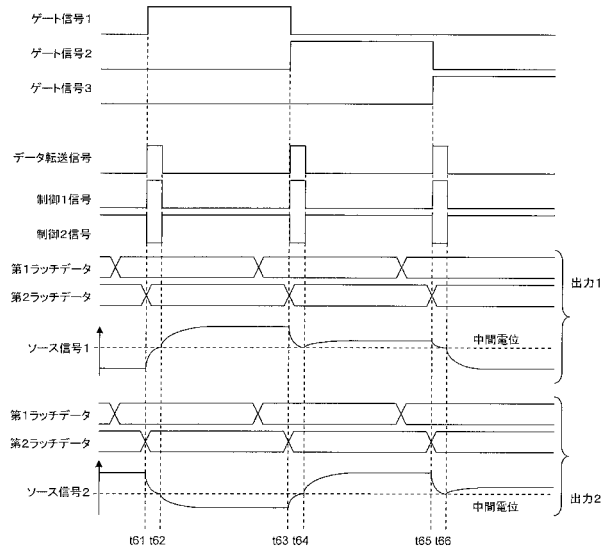 ゲート信号1
ゲート信号2
ゲート信号3
データ転送信号
制御1信号
制御2信号
第1ラッチデータ
第2ラッチデータ
出力1
ソース信号1
中間電位
第1ラッチデータ
第2ラッチデータ
ソース信号2
中間電位
出力2
t61 t62 t63 t64 t65 t66